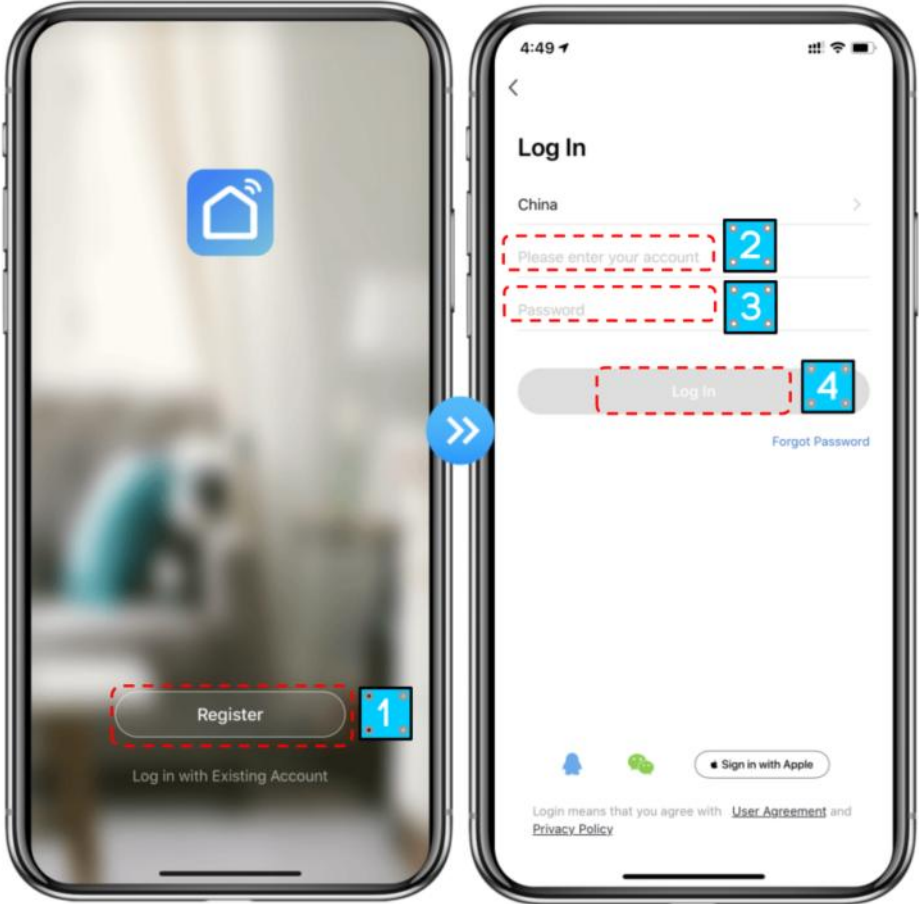 Register
1
Log in with Existing Account
4:49
Log In
China
Please enter your account
2
Password
3
Log In
4
Forgot Password
Sign in with Apple
Login means that you agree with User Agreement and
Privacy Policy